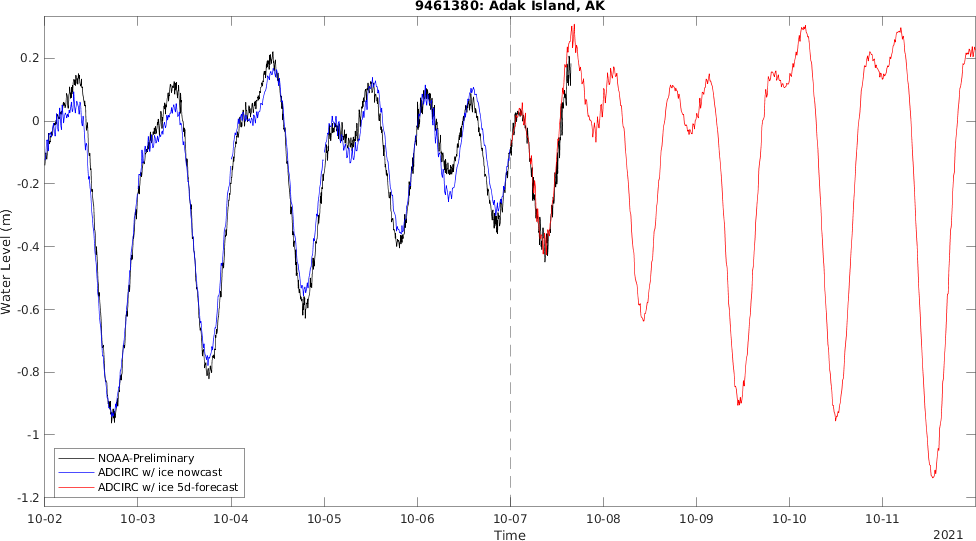 9461380: Adak Island, AK
Water Level (m)
0.2
0
-0.2
-0.4
-0.6
-0.8
-1
-1.2
NOAA-Preliminary
ADCIRC w/ ice nowcast
ADCIRC w/ ice 5d-forecast
10-02 10-03 10-04 10-05 10-06 10-07 10-08 10-09 10-10 10-11
Time
2021